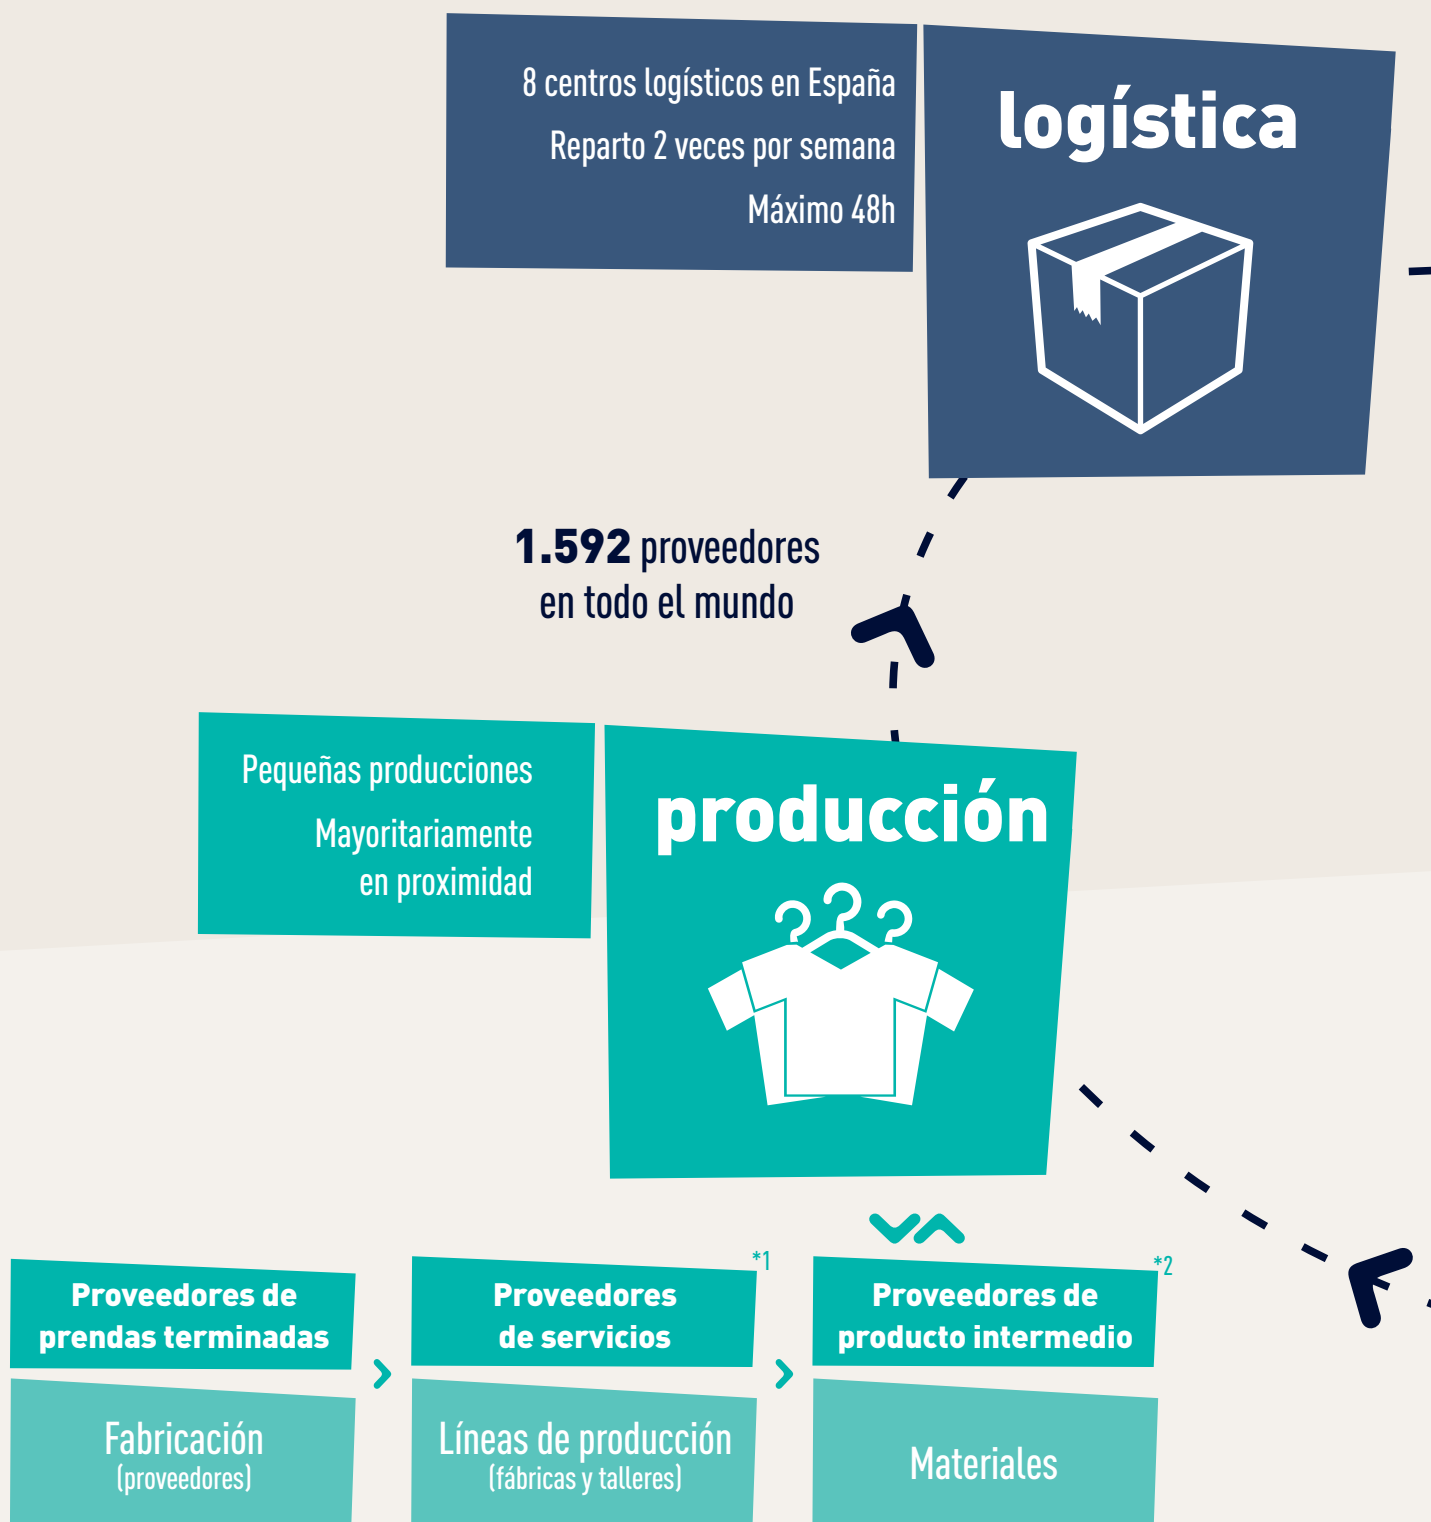 8 centros logísticos en España
Reparto 2 veces por semana
Máximo 48h
logística
1.592 proveedores
en todo el mundo
Pequeñas producciones
Mayoritariamente
en proximidad
producción
Proveedores de
prendas terminadas
Fabricación
(proveedores)
*1
Proveedores
de servicios
Líneas de producción
(fábricas y talleres)
*2
Proveedores de
producto intermedio
Materiales